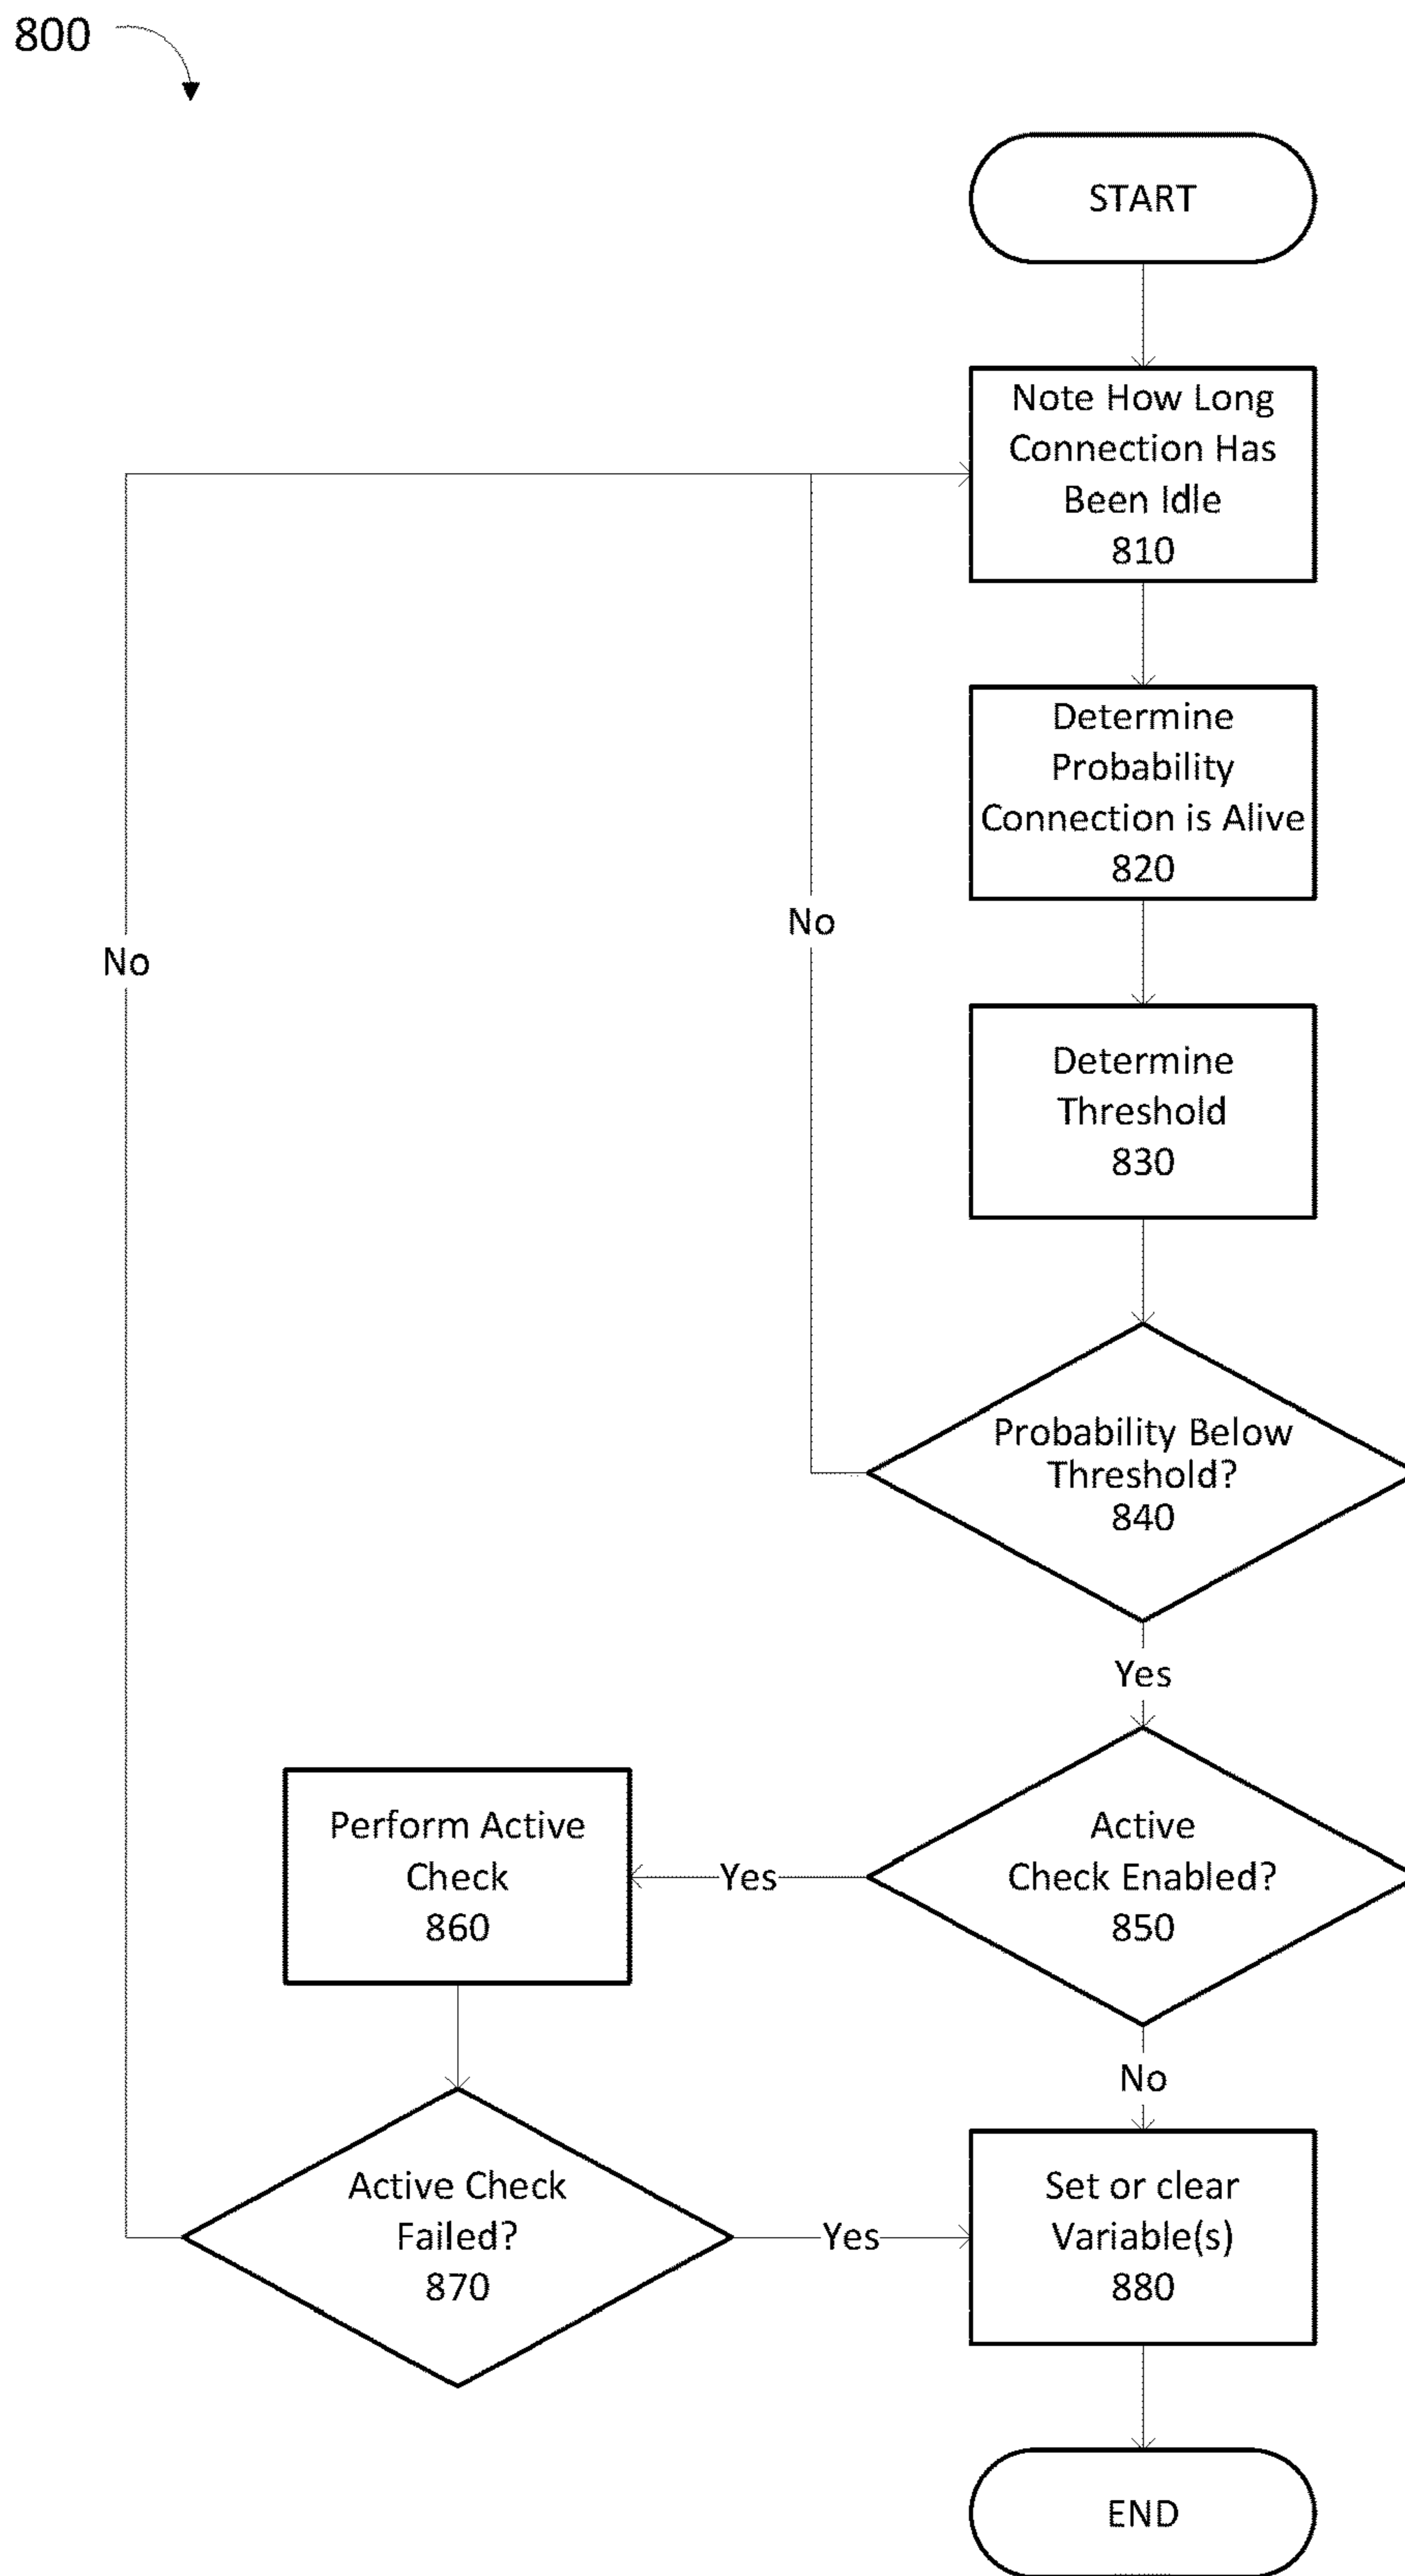 800
START
Note How Long
Connection Has
Been Idle
810
Determine
Probability
Connection is Alive
820
No
No
Determine
Threshold
830
Probability Below
Threshold?
840
Yes
Perform Active
Check
860
Yes
Active
Check Enabled?
850
No
Active Check
Failed?
870
Yes
Set or clear
Variable(s)
880
END